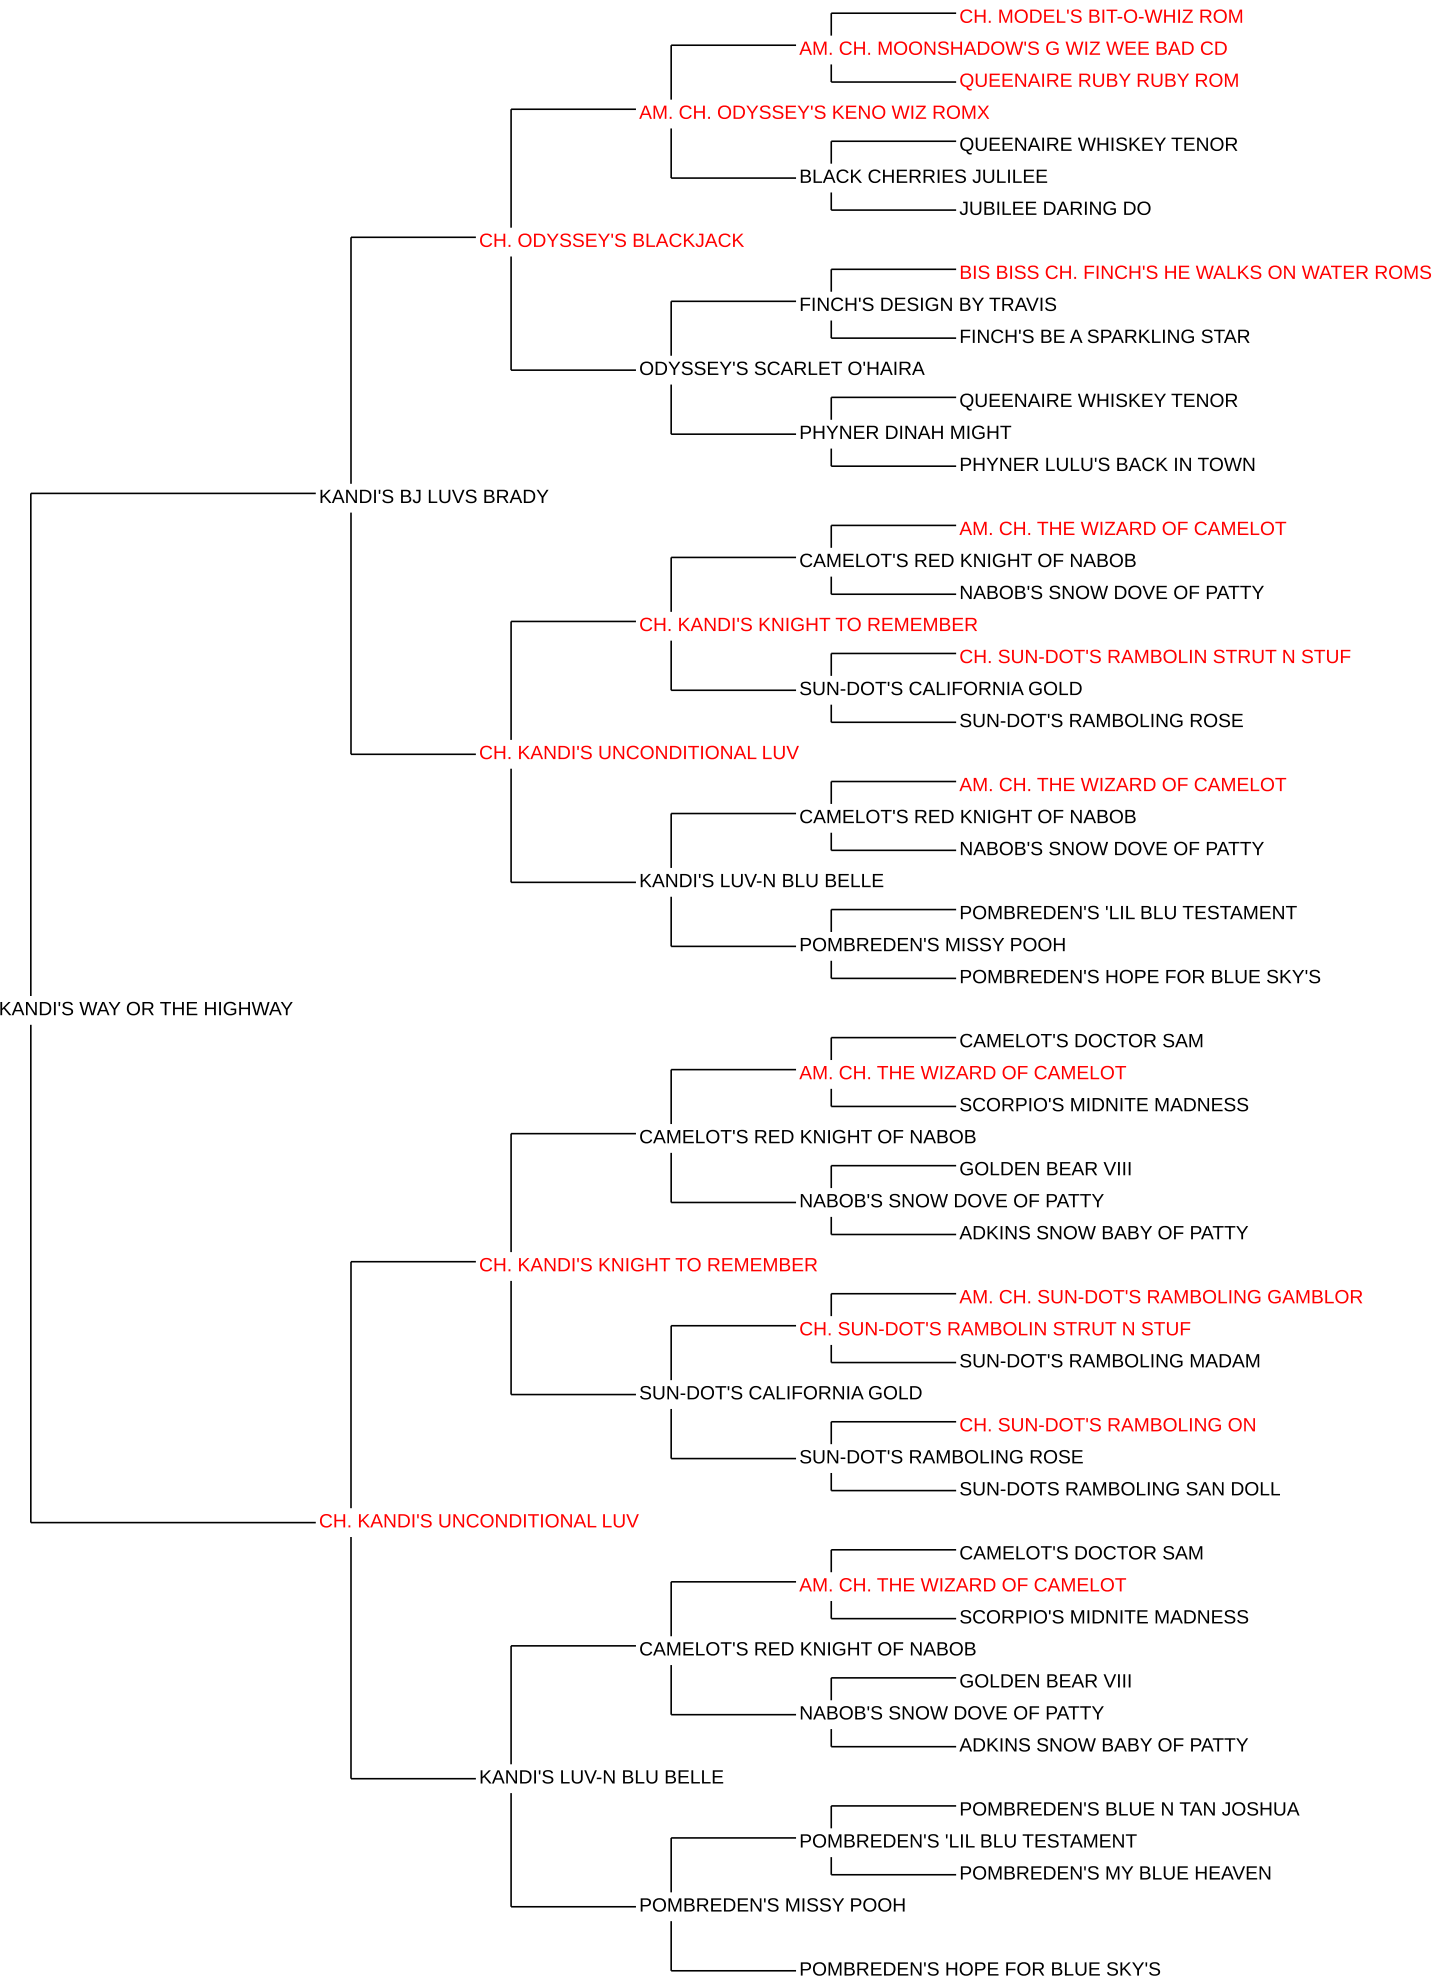 CH. MODEL'S BIT-O-WHIZ ROM
AM. CH. MOONSHADOW'S G WIZ WEE BAD CD
QUEENAIRE RUBY RUBY ROM
AM. CH. ODYSSEY'S KENO WIZ ROMX
QUEENAIRE WHISKEY TENOR
BLACK CHERRIES JULILEE
JUBILEE DARING DO
CH. ODYSSEY'S BLACKJACK
BIS BISS CH. FINCH'S HE WALKS ON WATER ROMS
FINCH'S DESIGN BY TRAVIS
FINCH'S BE A SPARKLING STAR
ODYSSEY'S SCARLET O'HAIRA
QUEENAIRE WHISKEY TENOR
PHYNER DINAH MIGHT
PHYNER LULU'S BACK IN TOWN
KANDI'S BJ LUVS BRADY
AM. CH. THE WIZARD OF CAMELOT
CAMELOT'S RED KNIGHT OF NABOB
NABOB'S SNOW DOVE OF PATTY
CH. KANDI'S KNIGHT TO REMEMBER
CH. SUN-DOT'S RAMBOLIN STRUT N STUF
SUN-DOT'S CALIFORNIA GOLD
SUN-DOT'S RAMBOLING ROSE
CH. KANDI'S UNCONDITIONAL LUV
AM. CH. THE WIZARD OF CAMELOT
CAMELOT'S RED KNIGHT OF NABOB
NABOB'S SNOW DOVE OF PATTY
KANDI'S LUV-N BLU BELLE
POMBREDEN'S 'LIL BLU TESTAMENT
POMBREDEN'S MISSY POOH
POMBREDEN'S HOPE FOR BLUE SKY'S
KANDI'S WAY OR THE HIGHWAY
CAMELOT'S DOCTOR SAM
AM. CH. THE WIZARD OF CAMELOT
SCORPIO'S MIDNITE MADNESS
CAMELOT'S RED KNIGHT OF NABOB
GOLDEN BEAR VIII
NABOB'S SNOW DOVE OF PATTY
ADKINS SNOW BABY OF PATTY
CH. KANDI'S KNIGHT TO REMEMBER
AM. CH. SUN-DOT'S RAMBOLING GAMBLOR
CH. SUN-DOT'S RAMBOLIN STRUT N STUF
SUN-DOT'S RAMBOLING MADAM
SUN-DOT'S CALIFORNIA GOLD
CH. SUN-DOT'S RAMBOLING ON
SUN-DOT'S RAMBOLING ROSE
SUN-DOTS RAMBOLING SAN DOLL
CH. KANDI'S UNCONDITIONAL LUV
CAMELOT'S DOCTOR SAM
AM. CH. THE WIZARD OF CAMELOT
SCORPIO'S MIDNITE MADNESS
CAMELOT'S RED KNIGHT OF NABOB
GOLDEN BEAR VIII
NABOB'S SNOW DOVE OF PATTY
ADKINS SNOW BABY OF PATTY
KANDI'S LUV-N BLU BELLE
POMBREDEN'S BLUE N TAN JOSHUA
POMBREDEN'S 'LIL BLU TESTAMENT
POMBREDEN'S MY BLUE HEAVEN
POMBREDEN'S MISSY POOH
POMBREDEN'S HOPE FOR BLUE SKY'S